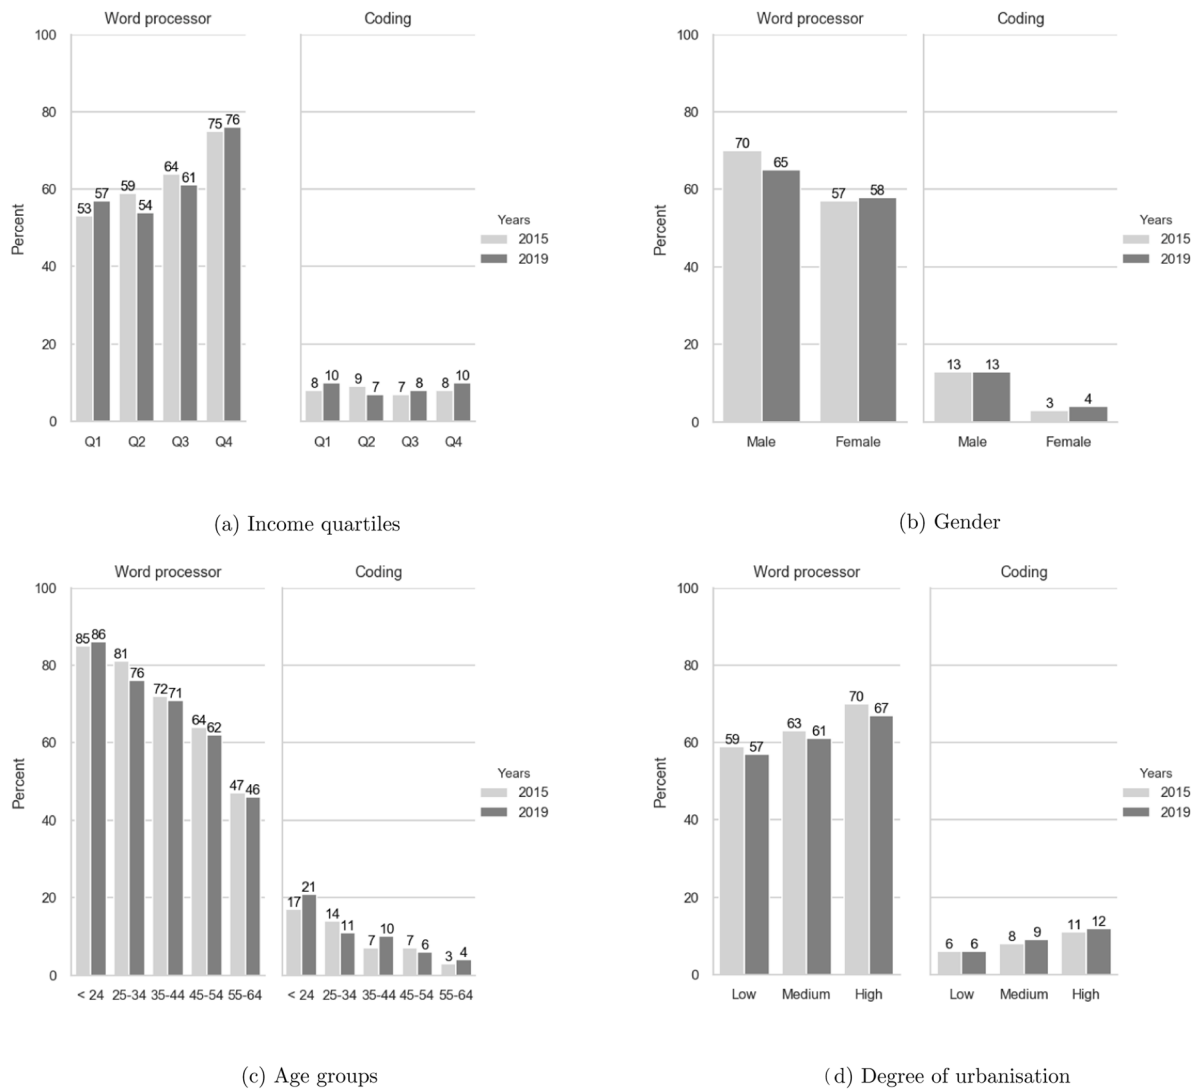 Word processor
Coding
100
80
60
40
20
0
Percent
53 57 59 54 64 61 75 76
8 10 9 7 7 8 8 10
Q1 Q2 Q3 Q4
Q1 Q2 Q3 Q4
Years
2015
2019
(a) Income quartiles
Word processor
Coding
100
80
60
40
20
0
Percent
70 65 57 58
13 13 3 4
Male Female
Male Female
Years
2015
2019
(b) Gender
Word processor
Coding
100
80
60
40
20
0
Percent
85 86 81 76 72 71 64 62 47 46
17 21 14 11 7 10 7 6 3 4
< 24 25-34 35-44 45-54 55-64
< 24 25-34 35-44 45-54 55-64
Years
2015
2019
(c) Age groups
Word processor
Coding
100
80
60
40
20
0
Percent
59 57 63 61 70 67
6 6 8 9 11 12
Low Medium High
Low Medium High
Years
2015
2019
(d) Degree of urbanisation